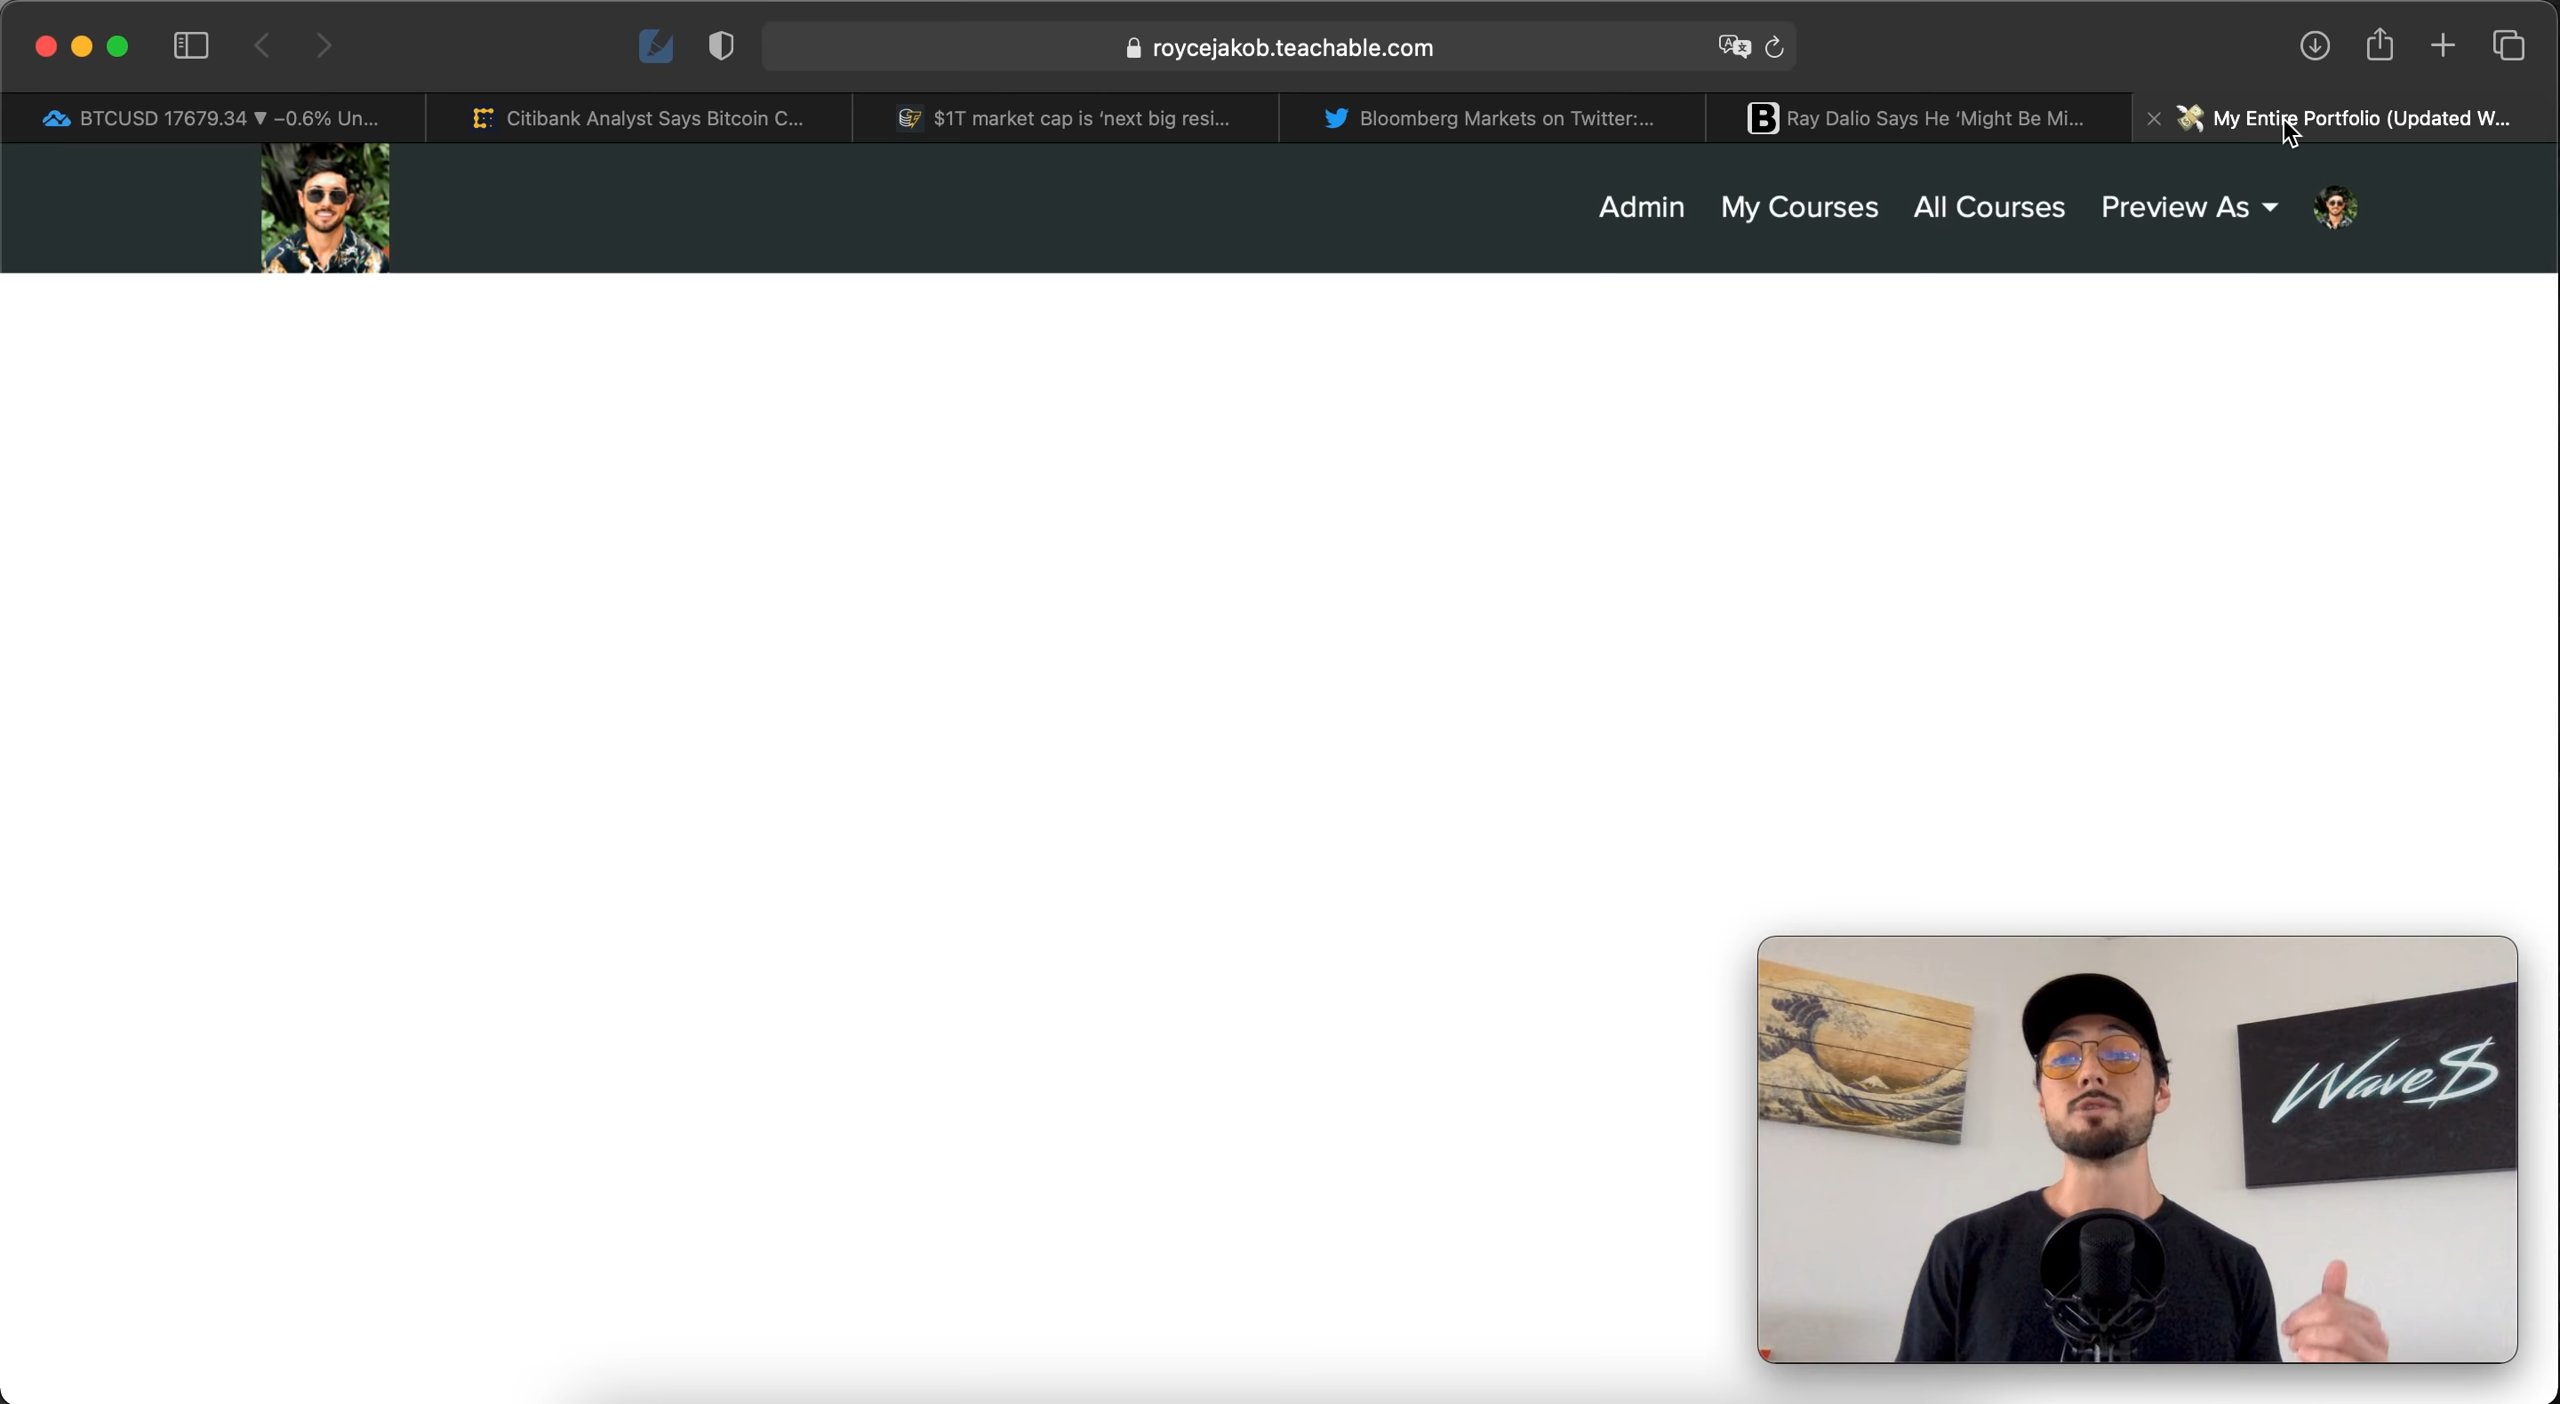 roycejakob.teachable.com
BTCUSD 17679.34 ▼ −0.6% Un...
Citibank Analyst Says Bitcoin C...
$1T market cap is ‘next big resi...
Bloomberg Markets on Twitter:...
B
Ray Dalio Says He ‘Might Be Mi...
My Entire Portfolio (Updated W...
Admin
My Courses
All Courses
Preview As
Wave$